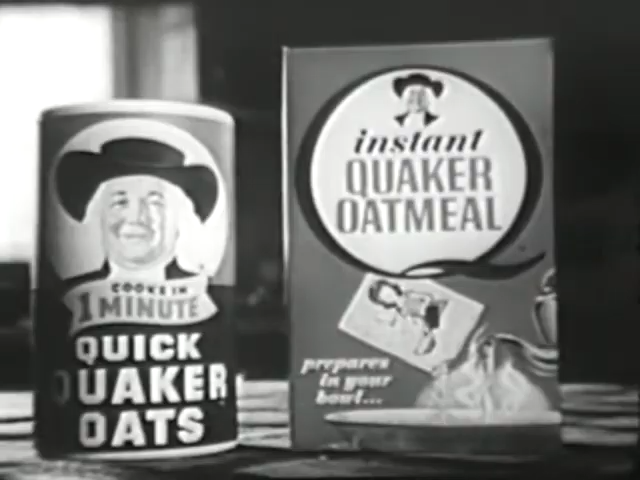 COOKS IN
1 MINUTE
QUICK
QUAKER
OATS
instant
QUAKER
OATMEAL
prepares
in your
bowl...